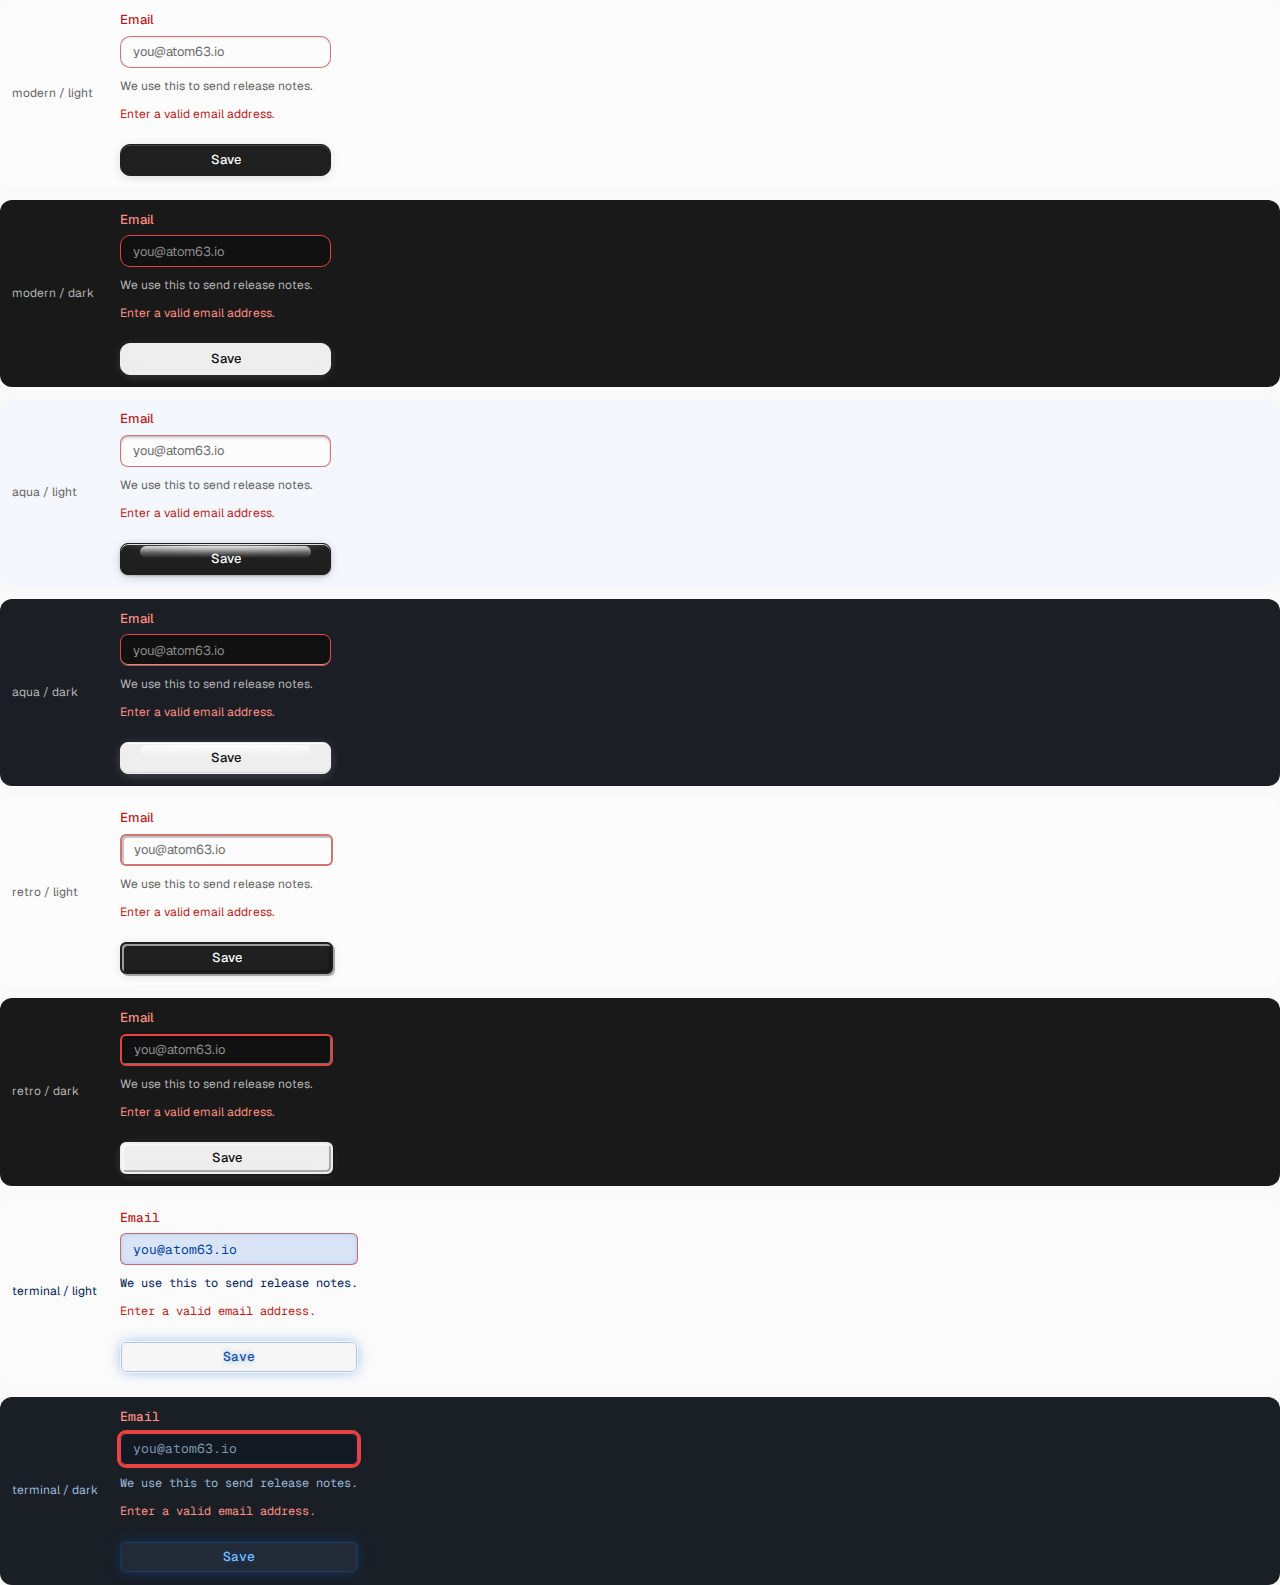 Email
you@atom63.io
We use this to send release notes.
modern / light
Enter a valid email address.
Save
Email
you@atom63.io
We use this to send release notes.
modern / dark
Enter a valid email address.
Save
Email
you@atom63.io
We use this to send release notes.
aqua / light
Enter a valid email address.
Save
Email
you@atom63.io
We use this to send release notes.
aqua / dark
Enter a valid email address.
Save
Email
you@atom63.io
We use this to send release notes.
retro / light
Enter a valid email address.
Save
Email
you@atom63.io
We use this to send release notes.
retro / dark
Enter a valid email address.
Save
Email
you@atom63.io
We use this to send release notes.
terminal / light
Enter a valid email address.
Save
Email
you@atom63.io
We use this to send release notes.
terminal / dark
Enter a valid email address.
Save